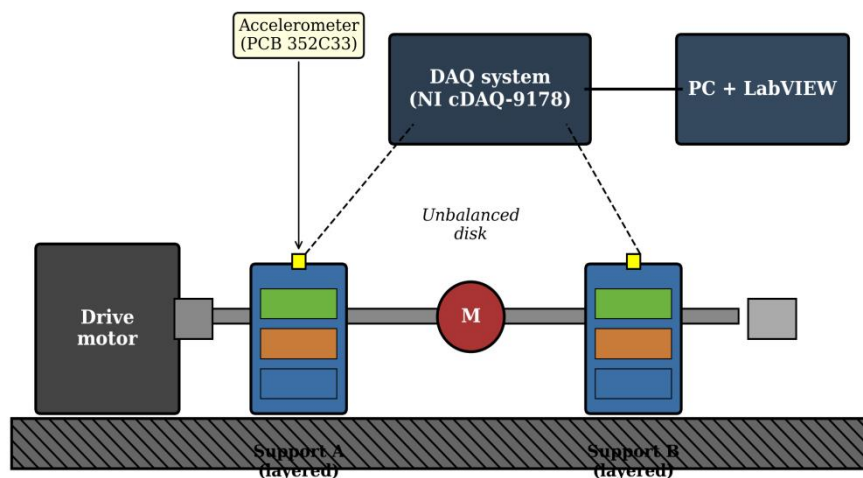 Accelerometer
(PCB 352C33)
DAQ system
(NI cDAQ-9178)
PC + LabVIEW
Unbalanced
disk
Drive
motor
M
Support A
(layered)
Support B
(layered)